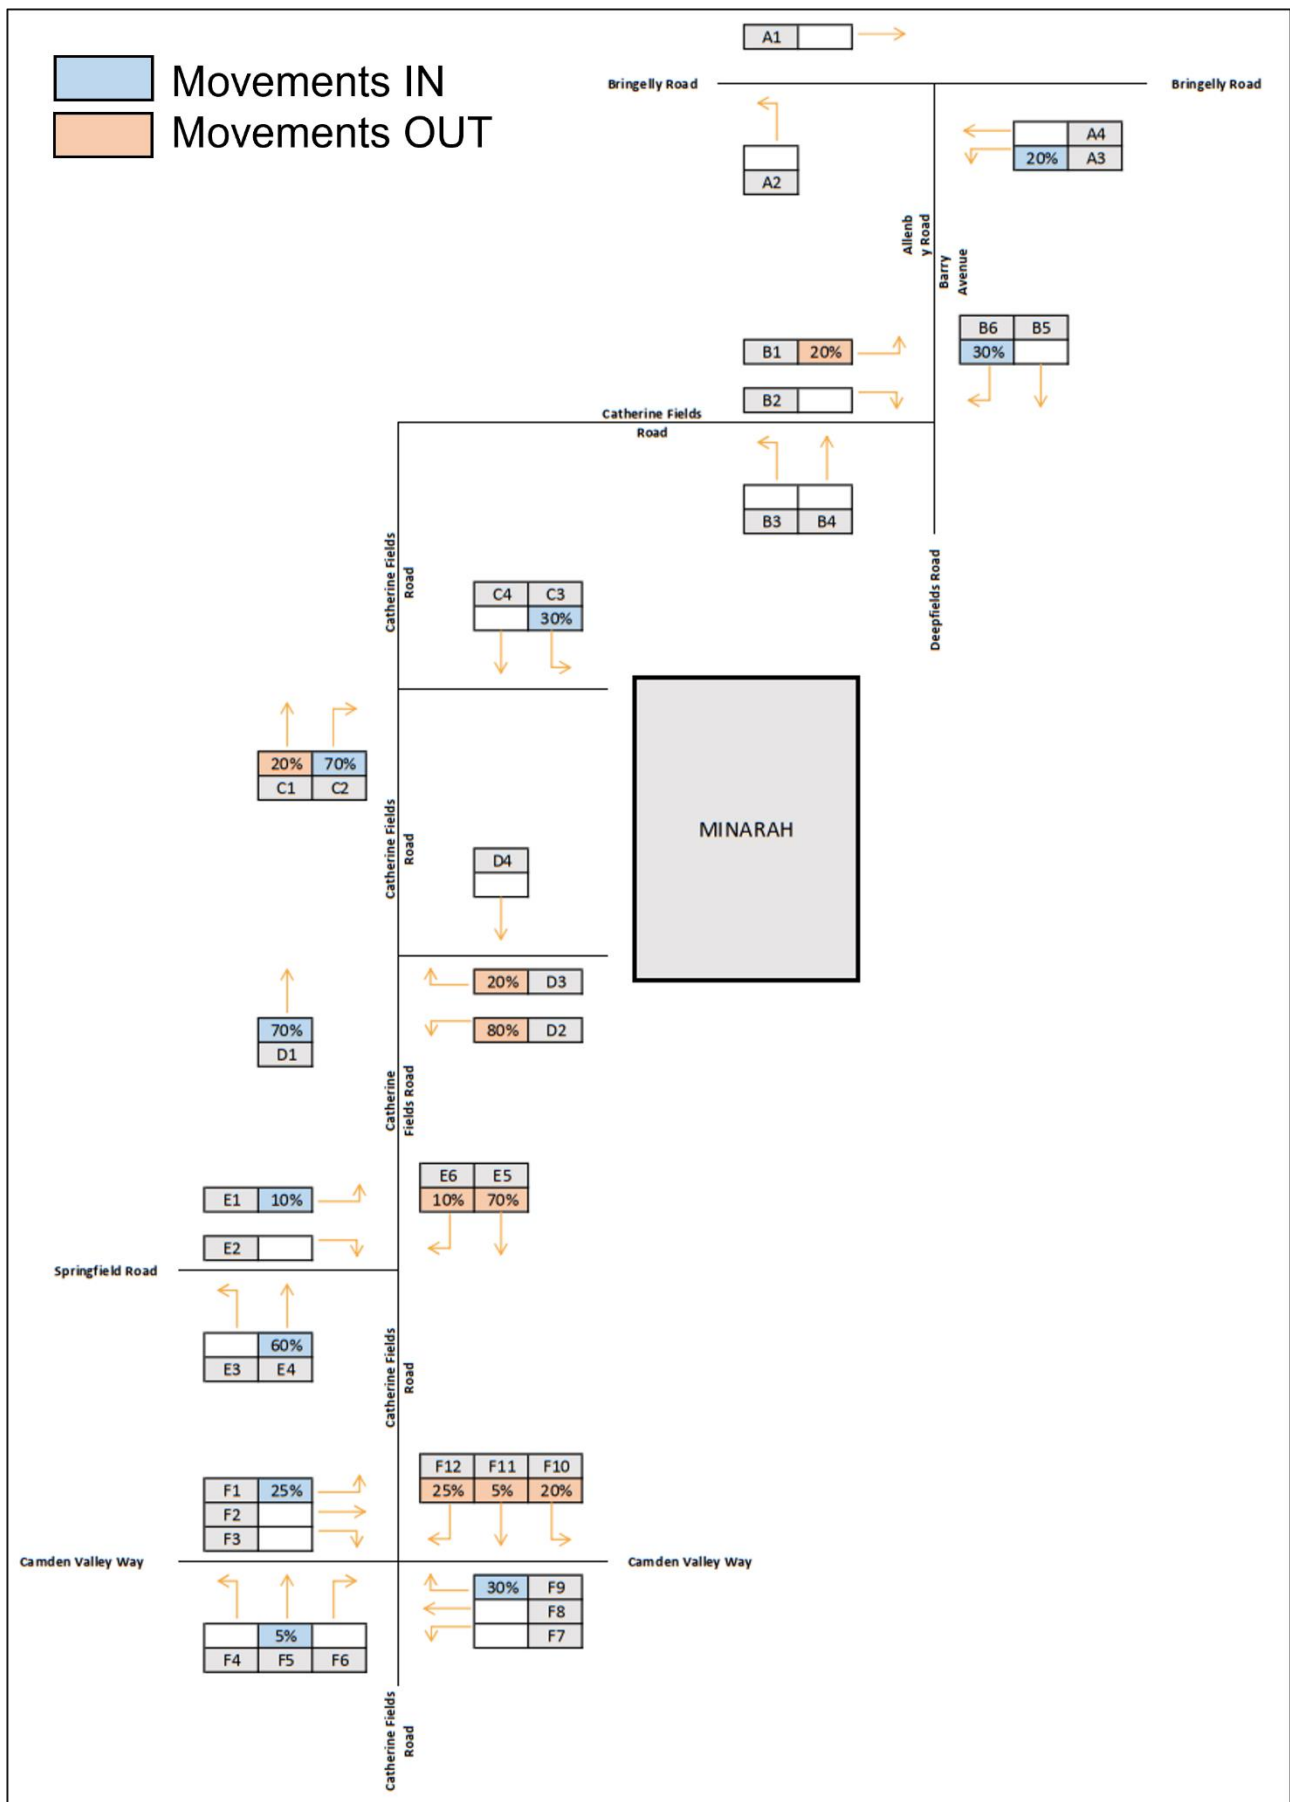 Movements IN
Movements OUT
A1
Bringelly Road
Bringelly Road
A4
20% A3
A2
Allenb
y Road
Barry
Avenue
B6 B5
30%
B1 20%
B2
Catherine Fields
Road
B3 B4
Deepfields Road
Catherine Fields
Road
C4 C3
30%
20% 70%
C1 C2
MINARAH
Catherine Fields
Road
D4
20% D3
80% D2
70%
D1
Catherine
Fields Road
E6 E5
10% 70%
E1 10%
E2
Springfield Road
60%
E3 E4
Catherine Fields
Road
F12 F11 F10
25% 5% 20%
F1 25%
F2
F3
Camden Valley Way
Camden Valley Way
30% F9
F8
F7
5%
F4 F5 F6
Catherine Fields
Road